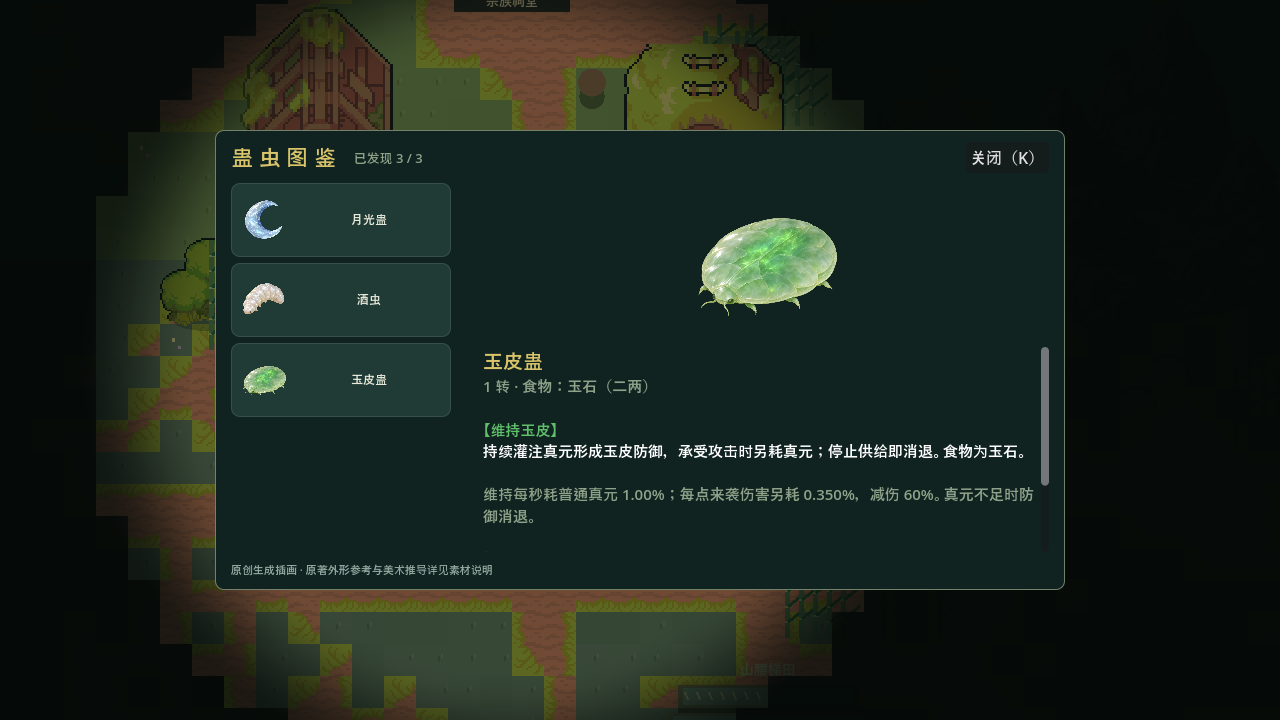 宗族祠堂
蛊虫图鉴 已发现 3 / 3
关闭（K）
月光蛊
酒虫
玉皮蛊
玉皮蛊
1 转 · 食物：玉石（二两）
【维持玉皮】
持续灌注真元形成玉皮防御，承受攻击时另耗真元；停止供给即消退。食物为玉石。
维持每秒耗普通真元 1.00%；每点来袭伤害另耗 0.350%，减伤 60%。真元不足时防
御消退。
原创生成插画 · 原著外形参考与美术推导详见素材说明